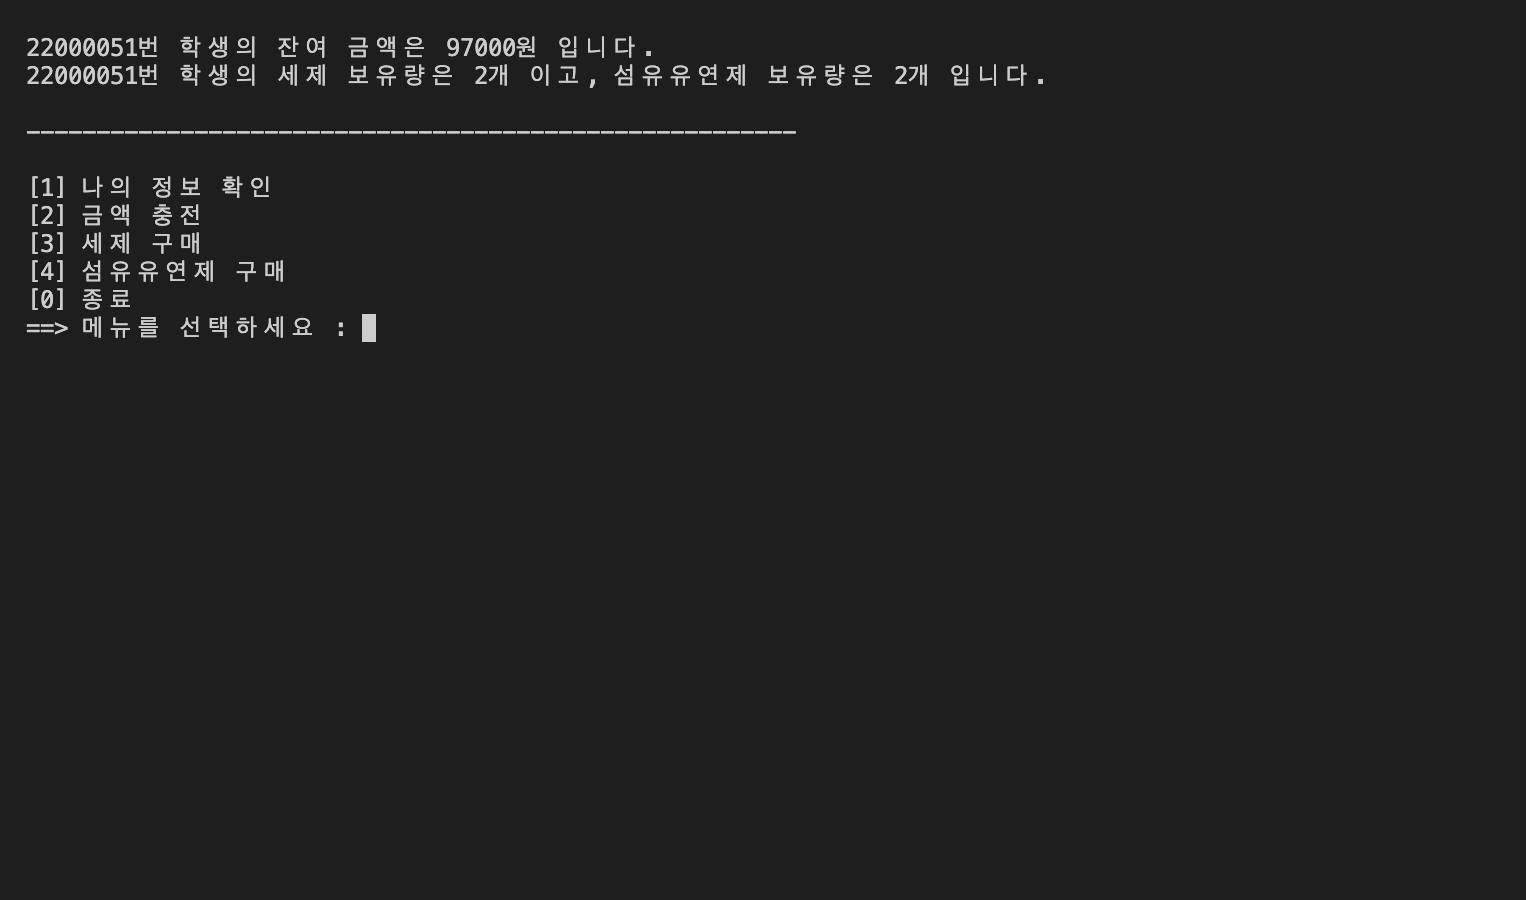 22000051번 학생의 잔여 금액은 97000원 입니다.
22000051번 학생의 세제 보유량은 2개 이고, 섬유유연제 보유량은 2개 입니다.
_______________________________________________________
[1] 나의 정보 확인
[2] 금액 충전
[3] 세제 구매
[4] 섬유유연제 구매
[0] 종료
==> 메뉴를 선택하세요 :